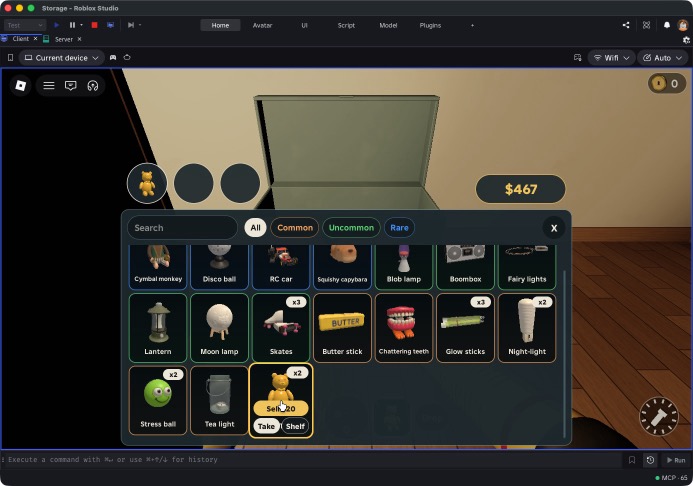 Storage - Roblox Studio
Test
Home
Avatar
UI
Script
Model
Plugins
+
Client ×
Server ×
Current device
Wifi
Auto
0
$467
Search
All
Common
Uncommon
Rare
X
Cymbal monkey
Disco ball
RC car
Squishy capybara
Blob lamp
Boombox
Fairy lights
x3
x3
x2
Lantern
Moon lamp
Skates
BUTTER
Butter stick
Chattering teeth
Glow sticks
Night-light
x2
x2
Stress ball
Tea light
Take
Shelf
Run
MCP · 65